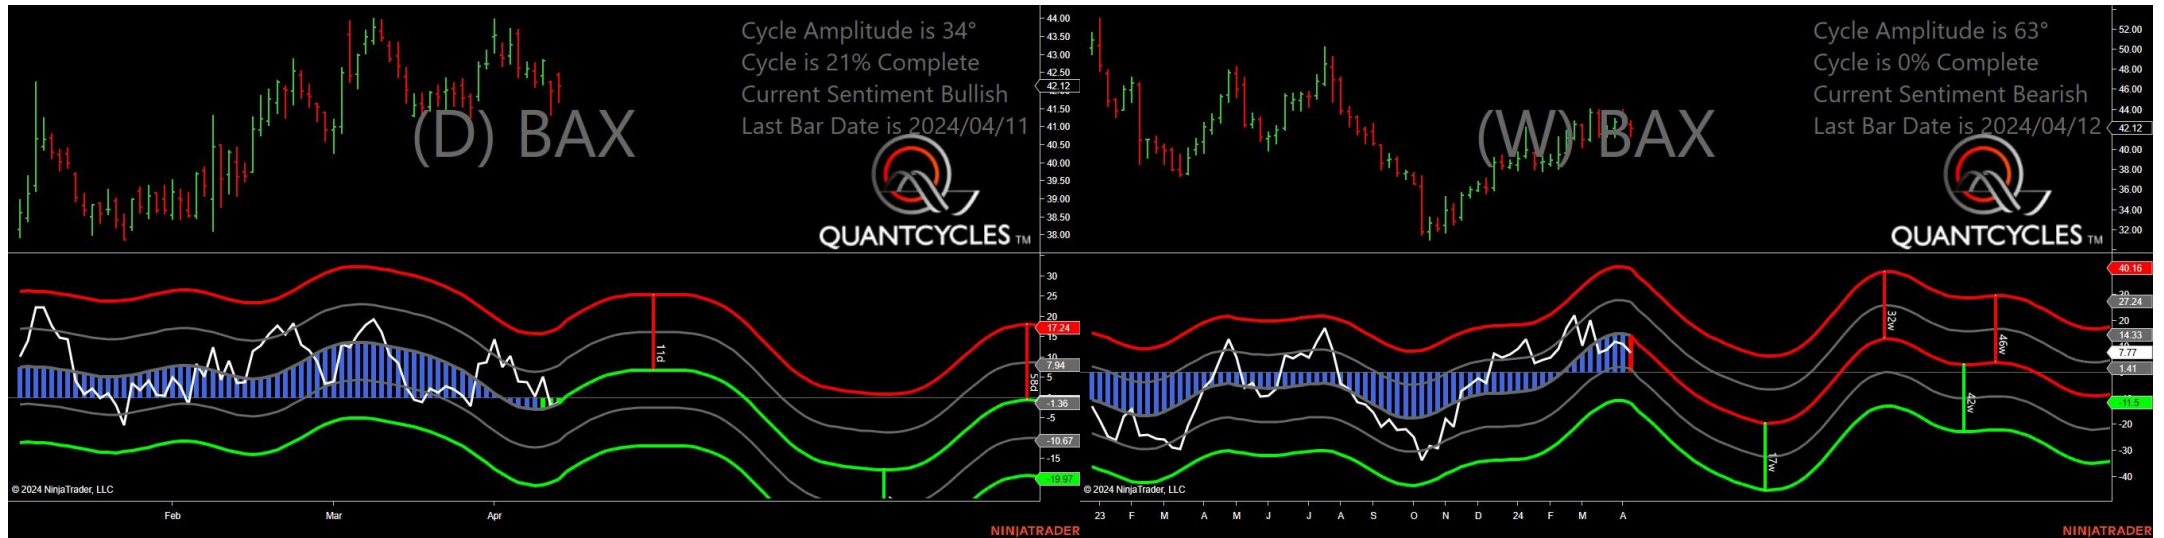 Cycle Amplitude is 34°
Cycle is 21% Complete
Current Sentiment Bullish
Last Bar Date is 2024/04/11
(D) BAX
QUANTCYCLES TM
44.00
43.50
43.00
42.50
42.12
41.50
41.00
40.50
40.00
39.50
39.00
38.50
38.00
30
25
20
17.24
15
10
7.94
5
-1.36
-5
-10.67
-15
-19.97
11d
58d
© 2024 NinjaTrader, LLC
Feb
Mar
Apr
NINJATRADER
Cycle Amplitude is 63°
Cycle is 0% Complete
Current Sentiment Bearish
Last Bar Date is 2024/04/12
(W) BAX
QUANTCYCLES TM
52.00
50.00
48.00
46.00
44.00
42.12
40.00
38.00
36.00
34.00
32.00
40.16
27.24
20
14.33
7.77
1.41
-11.5
-20
-30
-40
32w
46w
17w
42w
© 2024 NinjaTrader, LLC
23
F
M
A
M
J
J
A
S
O
N
D
24
F
M
A
NINJATRADER